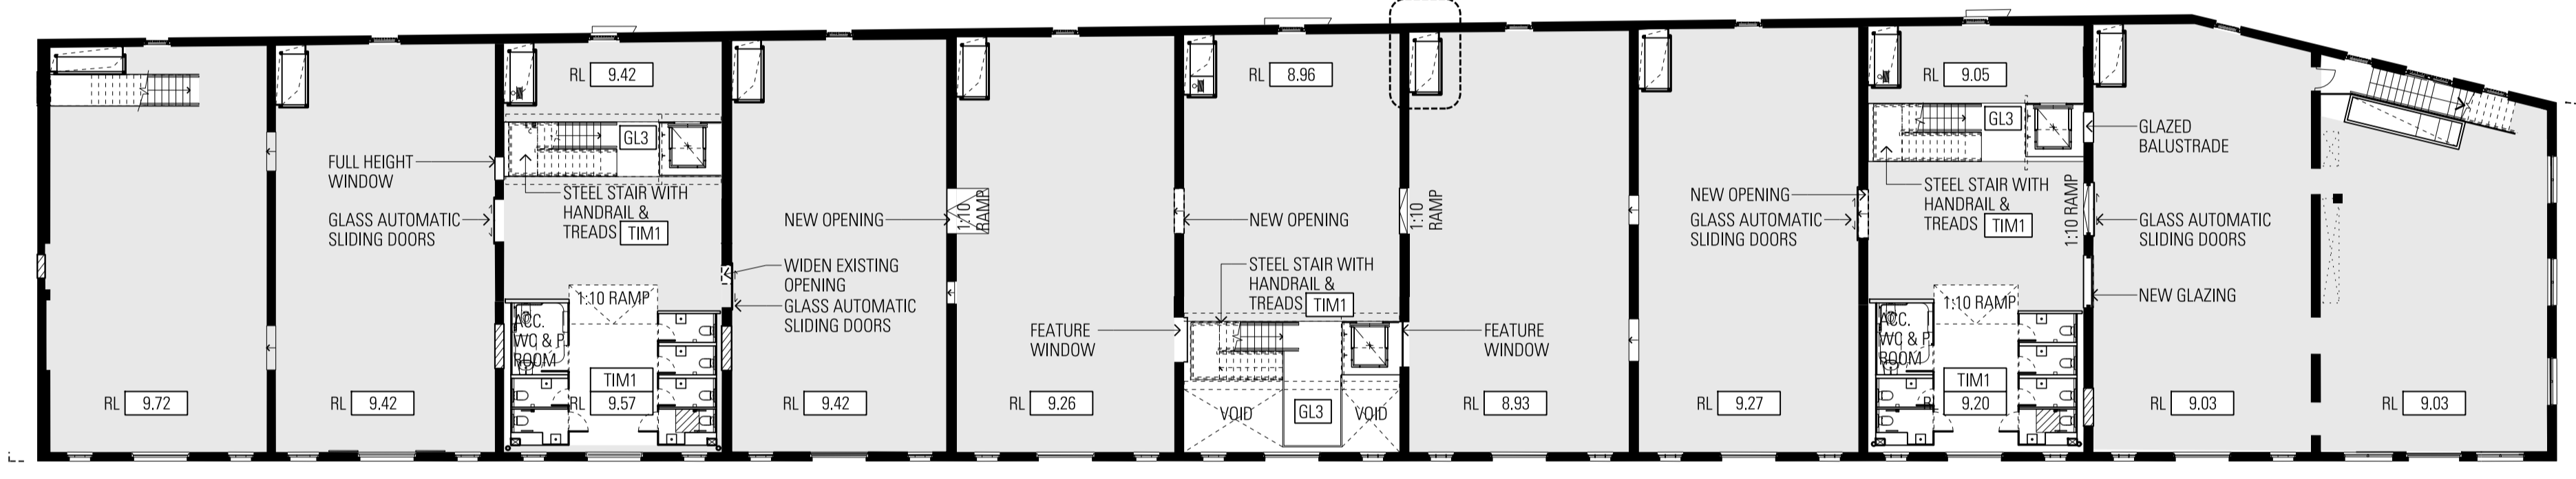 RL 9.72
RL 9.42
FULL HEIGHT
WINDOW
GLASS AUTOMATIC
SLIDING DOORS
RL 9.42
GL3
STEEL STAIR WITH
HANDRAIL &
TREADS TIM1
1:10 RAMP
ACC.
WC & P.
ROOM
TIM1
RL 9.57
NEW OPENING
WIDEN EXISTING
OPENING
GLASS AUTOMATIC
SLIDING DOORS
RL 9.42
1:10
RAMP
FEATURE
WINDOW
RL 9.26
RL 8.96
NEW OPENING
STEEL STAIR WITH
HANDRAIL &
TREADS TIM1
VOID
GL3
VOID
1:10
RAMP
FEATURE
WINDOW
RL 8.93
NEW OPENING
GLASS AUTOMATIC
SLIDING DOORS
RL 9.27
RL 9.05
GL3
STEEL STAIR WITH
HANDRAIL &
TREADS TIM1
1:10 RAMP
1:10 RAMP
ACC.
WC & P.
ROOM
TIM1
9.20
GLAZED
BALUSTRADE
GLASS AUTOMATIC
SLIDING DOORS
NEW GLAZING
RL 9.03
RL 9.03